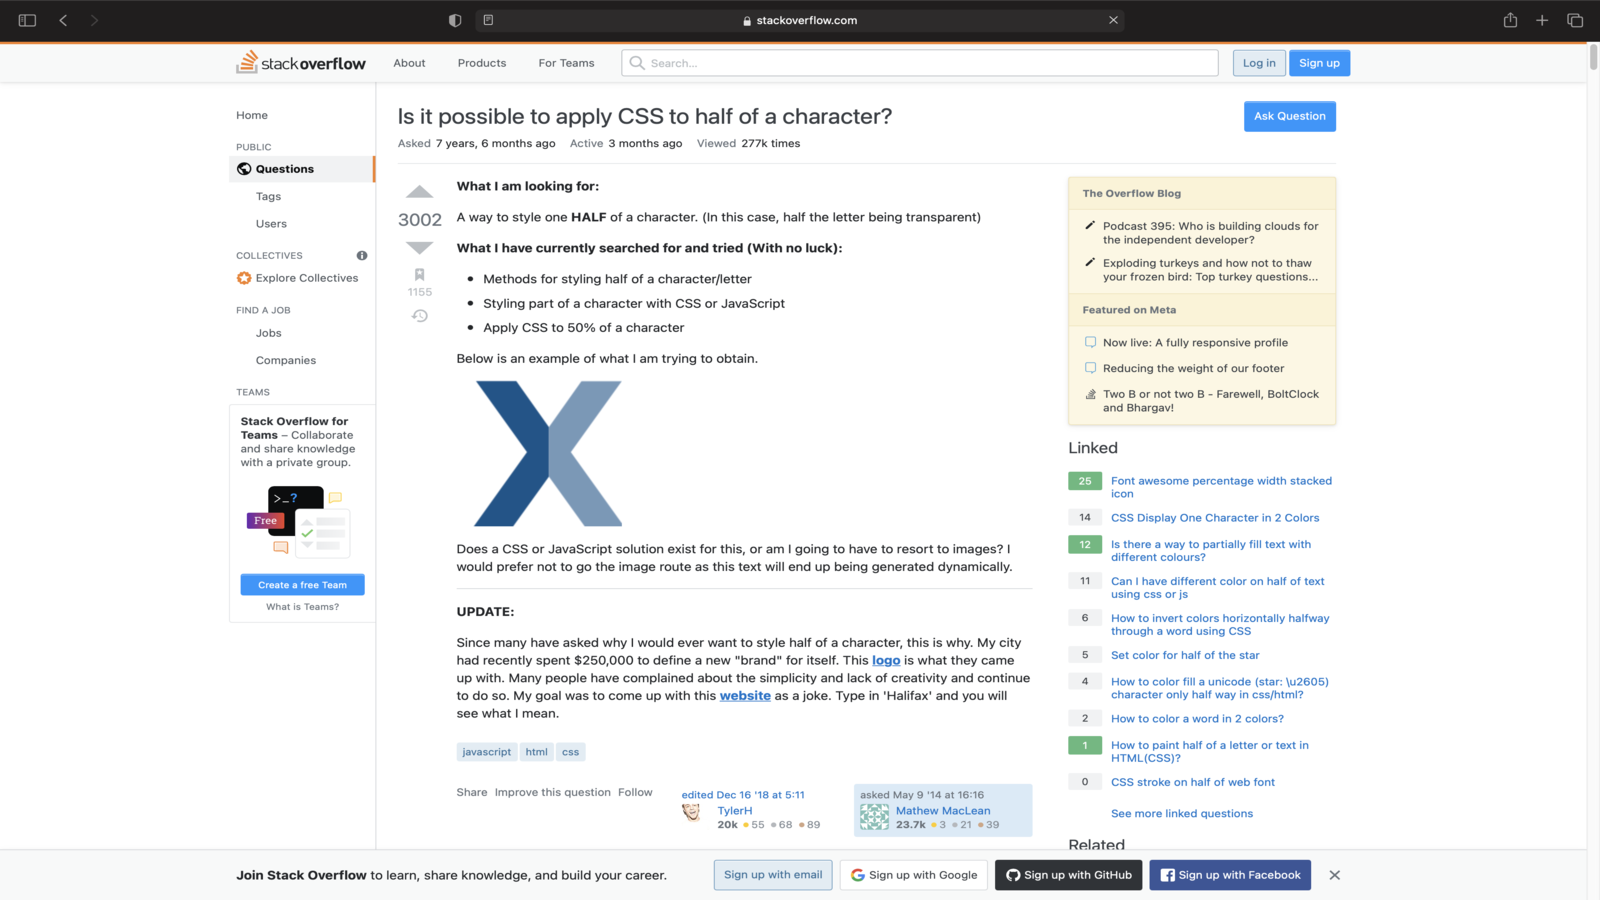 stackoverflow.com
stack overflow
About
Products
For Teams
Search...
Log in
Sign up
Home
PUBLIC
Questions
Tags
Users
COLLECTIVES
Explore Collectives
FIND A JOB
Jobs
Companies
TEAMS
Stack Overflow for
Teams – Collaborate
and share knowledge
with a private group.
>_?
Free
Create a free Team
What is Teams?
Is it possible to apply CSS to half of a character?
Ask Question
Asked 7 years, 6 months ago Active 3 months ago Viewed 277k times
3002
1155
What I am looking for:
A way to style one HALF of a character. (In this case, half the letter being transparent)
What I have currently searched for and tried (With no luck):
• Methods for styling half of a character/letter
• Styling part of a character with CSS or JavaScript
• Apply CSS to 50% of a character
Below is an example of what I am trying to obtain.
X
Does a CSS or JavaScript solution exist for this, or am I going to have to resort to images? I
would prefer not to go the image route as this text will end up being generated dynamically.
UPDATE:
Since many have asked why I would ever want to style half of a character, this is why. My city
had recently spent $250,000 to define a new "brand" for itself. This logo is what they came
up with. Many people have complained about the simplicity and lack of creativity and continue
to do so. My goal was to come up with this website as a joke. Type in 'Halifax' and you will
see what I mean.
javascript html css
Share Improve this question Follow
edited Dec 16 '18 at 5:11
TylerH
20k 55 68 89
asked May 9 '14 at 16:16
Mathew MacLean
23.7k 3 21 39
The Overflow Blog
Podcast 395: Who is building clouds for
the independent developer?
Exploding turkeys and how not to thaw
your frozen bird: Top turkey questions...
Featured on Meta
Now live: A fully responsive profile
Reducing the weight of our footer
Two B or not two B - Farewell, BoltClock
and Bhargav!
Linked
25 Font awesome percentage width stacked
icon
14 CSS Display One Character in 2 Colors
12 Is there a way to partially fill text with
different colours?
11 Can I have different color on half of text
using css or js
6 How to invert colors horizontally halfway
through a word using CSS
5 Set color for half of the star
4 How to color fill a unicode (star: \u2605)
character only half way in css/html?
2 How to color a word in 2 colors?
1 How to paint half of a letter or text in
HTML(CSS)?
0 CSS stroke on half of web font
See more linked questions
Related
Join Stack Overflow to learn, share knowledge, and build your career.
Sign up with email
Sign up with Google
Sign up with GitHub
Sign up with Facebook